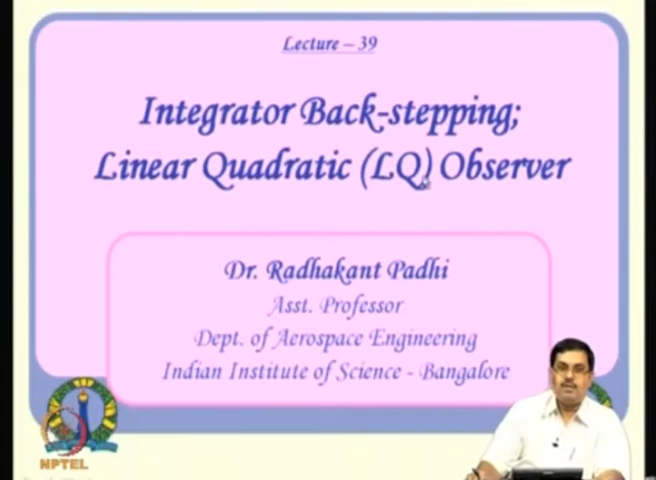 Lecture – 39
Integrator Back-stepping;
Linear Quadratic (LQ) Observer
Dr. Radhakant Padhi
Asst. Professor
Dept. of Aerospace Engineering
Indian Institute of Science - Bangalore
NPTEL